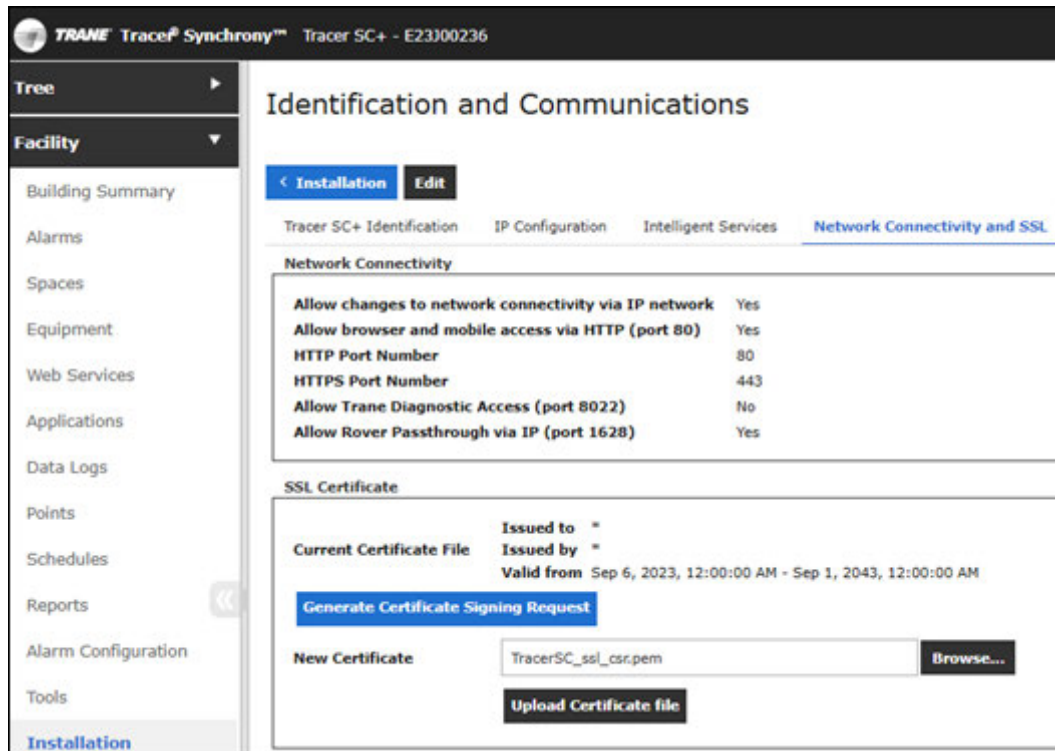 TRANE Tracer® Synchrony™ Tracer SC+ - E23J00236
Tree
Facility
Building Summary
Alarms
Spaces
Equipment
Web Services
Applications
Data Logs
Points
Schedules
Reports
Alarm Configuration
Tools
Installation
Identification and Communications
< Installation Edit
Tracer SC+ Identification IP Configuration Intelligent Services Network Connectivity and SSL
Network Connectivity
Allow changes to network connectivity via IP network Yes
Allow browser and mobile access via HTTP (port 80) Yes
HTTP Port Number 80
HTTPS Port Number 443
Allow Trane Diagnostic Access (port 8022) No
Allow Rover Passthrough via IP (port 1628) Yes
SSL Certificate
Issued to *
Current Certificate File Issued by *
Valid from Sep 6, 2023, 12:00:00 AM - Sep 1, 2043, 12:00:00 AM
Generate Certificate Signing Request
New Certificate TracerSC_ssl_csr.pem Browse...
Upload Certificate file